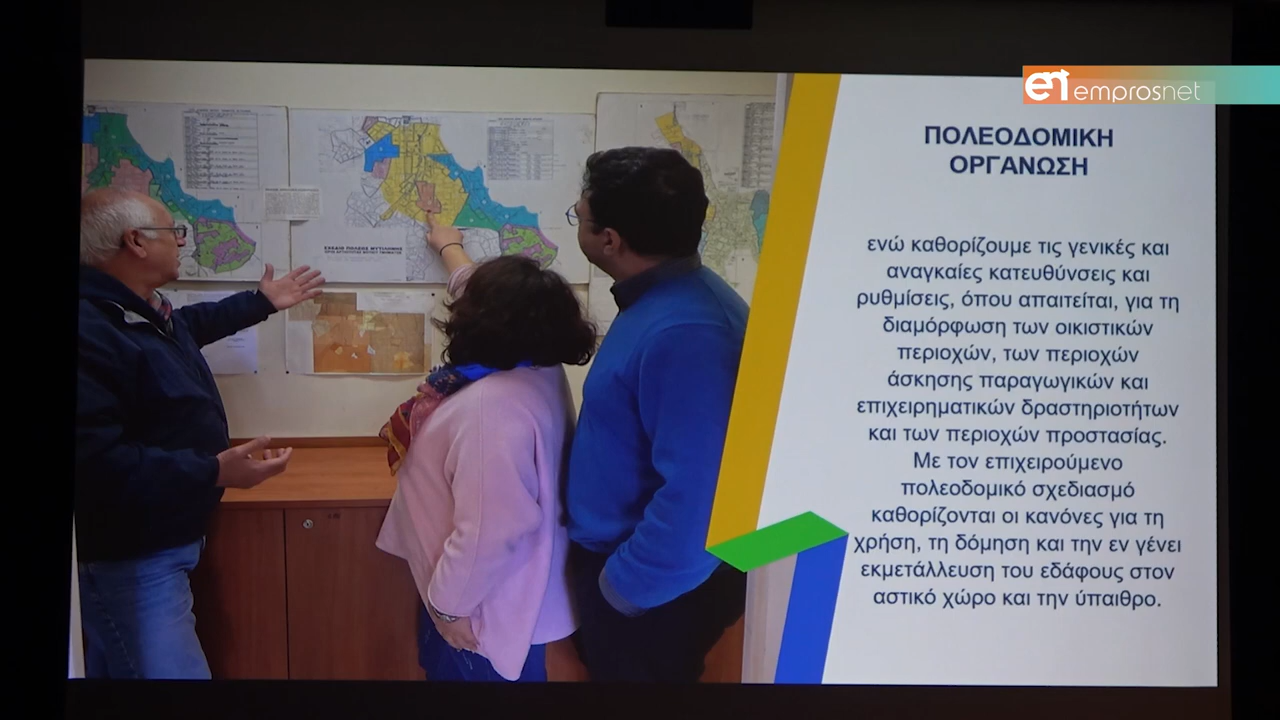 emprosnet
ΠΟΛΕΟΔΟΜΙΚΗ
ΟΡΓΑΝΩΣΗ
ενώ καθορίζουμε τις γενικές και
αναγκαίες κατευθύνσεις και
ρυθμίσεις, όπου απαιτείται, για τη
διαμόρφωση των οικιστικών
περιοχών, των περιοχών
άσκησης παραγωγικών και
επιχειρηματικών δραστηριοτήτων
και των περιοχών προστασίας.
Με τον επιχειρούμενο
πολεοδομικό σχεδιασμό
καθορίζονται οι κανόνες για τη
χρήση, τη δόμηση και την εν γένει
εκμετάλλευση του εδάφους στον
αστικό χώρο και την ύπαιθρο.
ΣΧΕΔΙΟ ΠΟΛΕΩΣ ΜΥΤΙΛΗΝΗΣ